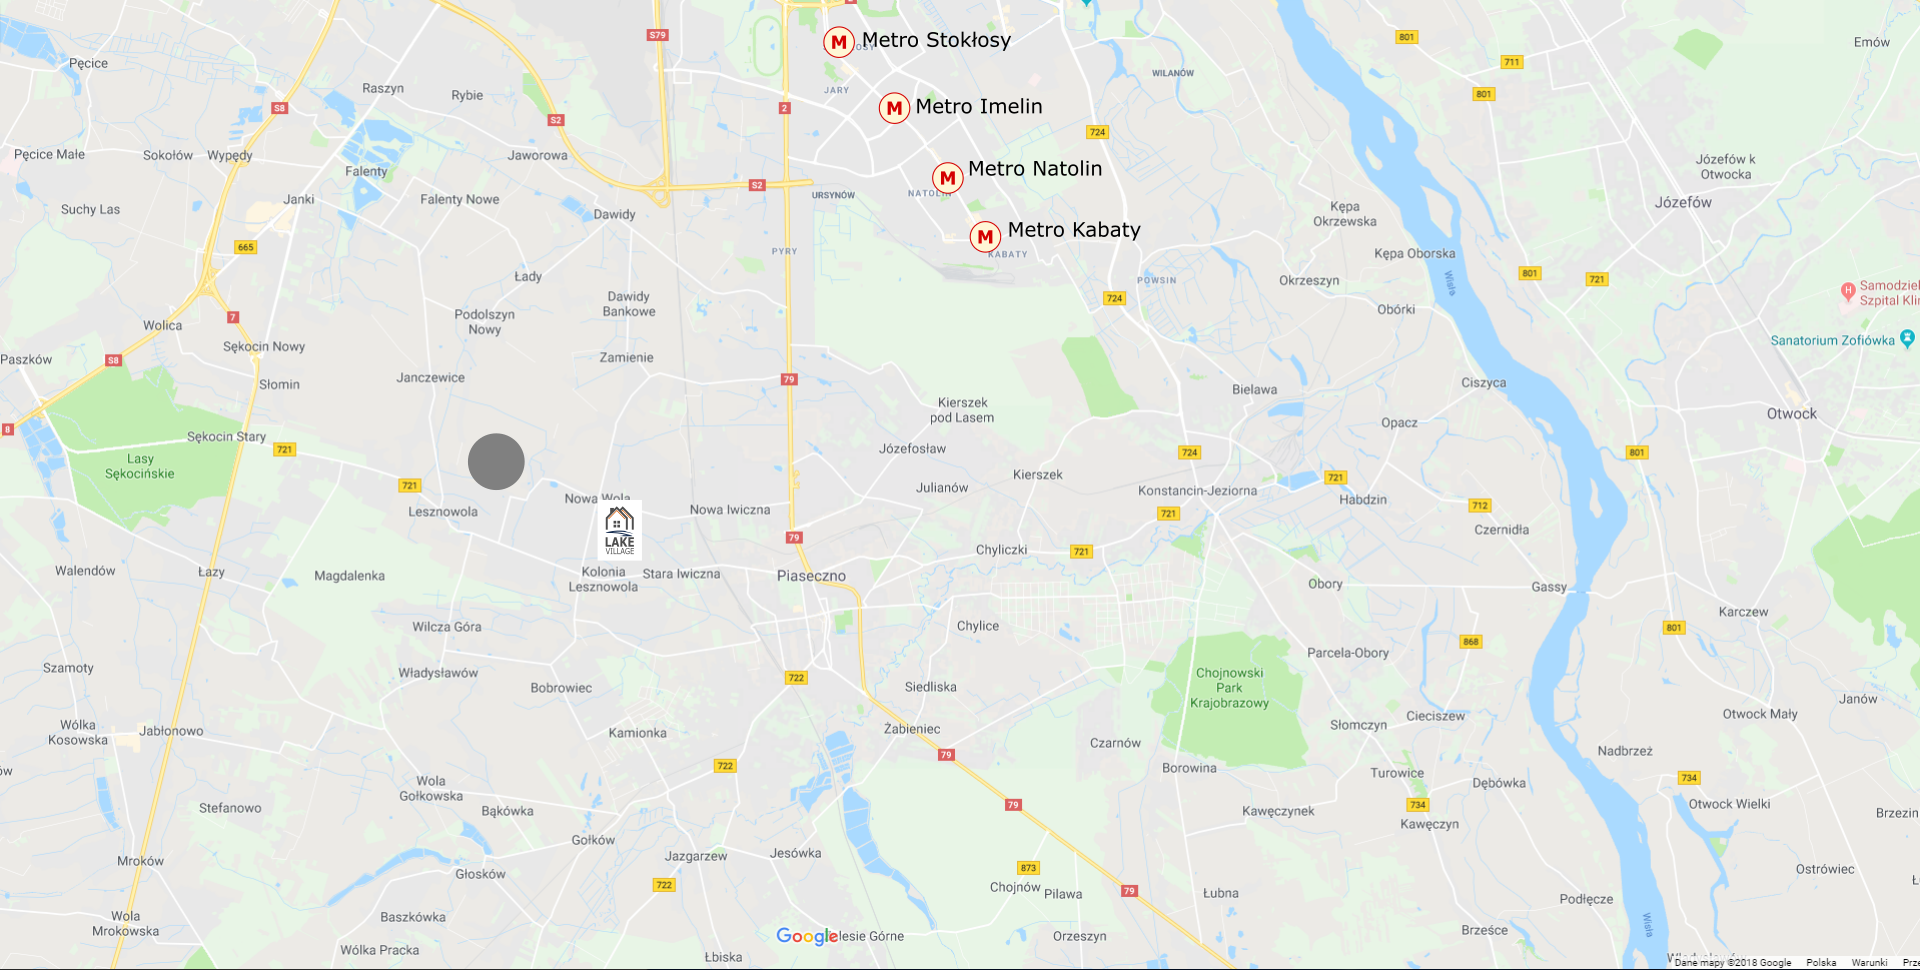 S79
Metro Stokłosy
801
Emów
Pęcice
711
JARY
WILANÓW
Raszyn
Rybie
801
S8
2
Metro Imelin
S2
724
Pęcice Małe
Sokołów
Wypędy
Jaworowa
Józefów k
Otwocka
Falenty
Metro Natolin
S2
URSYNÓW
NATOLIN
Janki
Falenty Nowe
Józefów
Suchy Las
Dawidy
Kępa
Okrzewska
Metro Kabaty
665
PYRY
KABATY
Kępa Oborska
Łady
POWSIN
Okrzeszyn
801
721
Wisła
Dawidy
Bankowe
724
Samodziel
Szpital Kli
Podolszyn
Nowy
Obórki
7
Wolica
Sękocin Nowy
Sanatorium Zofiówka
Paszków
S8
Zamienie
Słomin
Janczewice
79
Bielawa
Ciszyca
Kierszek
pod Lasem
Otwock
8
Sękocin Stary
721
Józefosław
Opacz
Lasy
Sękocińskie
724
801
721
Julianów
Kierszek
Konstancin-Jeziorna
721
Habdzin
Nowa Wola
Lesznowola
Nowa Iwiczna
721
712
Czernidła
LAKE
VILLAGE
79
Chyliczki
721
Walendów
Łazy
Magdalenka
Kolonia
Lesznowola
Stara Iwiczna
Piaseczno
Obory
Gassy
Karczew
Wilcza Góra
Chylice
801
868
Szamoty
Władysławów
722
Parcela-Obory
Bobrowiec
Siedliska
Chojnowski
Park
Krajobrazowy
Janów
Wólka
Kosowska
Jabłonowo
Kamionka
Żabieniec
Czarnów
Słomczyn
Cieciszew
Otwock Mały
79
Nadbrzeż
722
Borowina
Turowice
Dębówka
734
Wola
Gołkowska
Stefanowo
Bąkówka
79
Kawęczynek
734
Kawęczyn
Otwock Wielki
Brzezin
Gołków
Mroków
Głosków
Jazgarzew
Jesówka
873
Ostrówiec
722
Chojnów
Pilawa
79
Łubna
Podłęcze
Wola
Mrokowska
Baszkówka
Wisła
Google
lesie Górne
Orzeszyn
Brześce
Wólka Pracka
Łbiska
Dane mapy ©2018 Google
Polska
Warunki
Prze